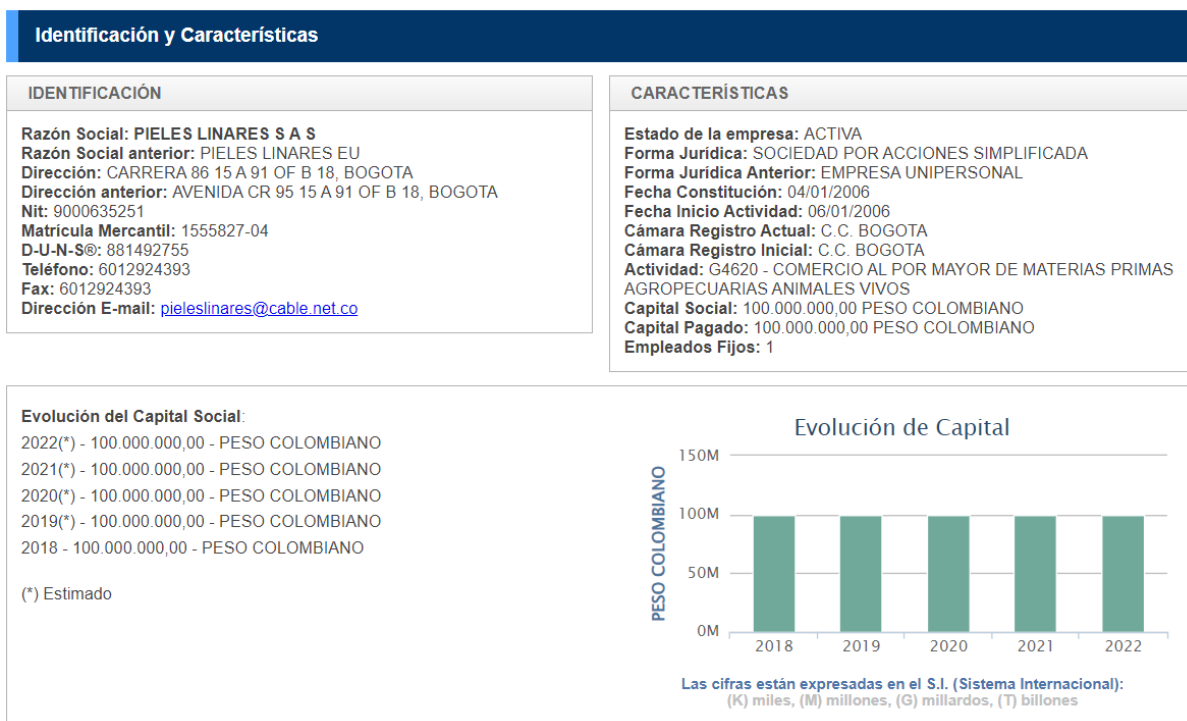 Identificación y Características
IDENTIFICACIÓN
Razón Social: PIELES LINARES S A S
Razón Social anterior: PIELES LINARES EU
Dirección: CARRERA 86 15 A 91 OF B 18, BOGOTA
Dirección anterior: AVENIDA CR 95 15 A 91 OF B 18, BOGOTA
Nit: 9000635251
Matrícula Mercantil: 1555827-04
D-U-N-S®: 881492755
Teléfono: 6012924393
Fax: 6012924393
Dirección E-mail: pieleslinares@cable.net.co
CARACTERÍSTICAS
Estado de la empresa: ACTIVA
Forma Jurídica: SOCIEDAD POR ACCIONES SIMPLIFICADA
Forma Jurídica Anterior: EMPRESA UNIPERSONAL
Fecha Constitución: 04/01/2006
Fecha Inicio Actividad: 06/01/2006
Cámara Registro Actual: C.C. BOGOTA
Cámara Registro Inicial: C.C. BOGOTA
Actividad: G4620 - COMERCIO AL POR MAYOR DE MATERIAS PRIMAS
AGROPECUARIAS ANIMALES VIVOS
Capital Social: 100.000.000,00 PESO COLOMBIANO
Capital Pagado: 100.000.000,00 PESO COLOMBIANO
Empleados Fijos: 1
Evolución del Capital Social:
2022(*) - 100.000.000,00 - PESO COLOMBIANO
2021(*) - 100.000.000,00 - PESO COLOMBIANO
2020(*) - 100.000.000,00 - PESO COLOMBIANO
2019(*) - 100.000.000,00 - PESO COLOMBIANO
2018 - 100.000.000,00 - PESO COLOMBIANO
(*) Estimado
Evolución de Capital
PESO COLOMBIANO
150M
100M
50M
0M
2018 2019 2020 2021 2022
Las cifras están expresadas en el S.I. (Sistema Internacional):
(K) miles, (M) millones, (G) millardos, (T) billones